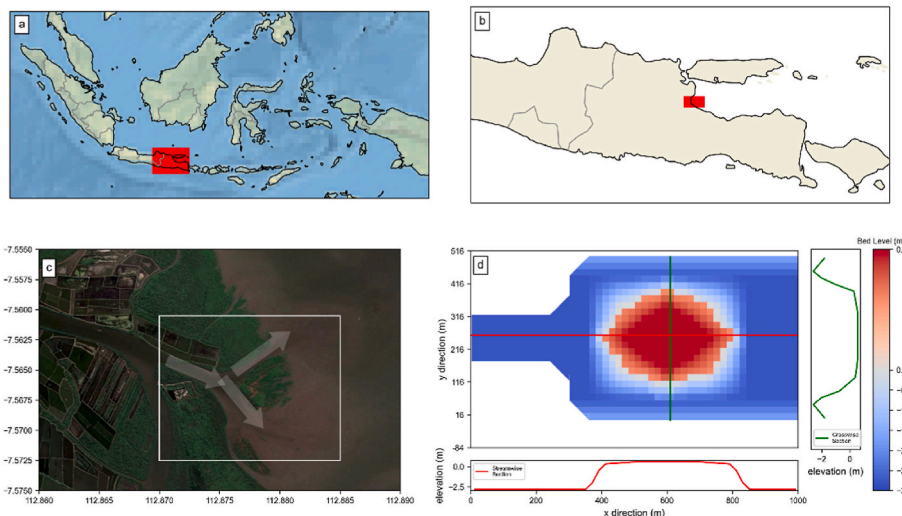 a
b
c
-7.5550
-7.5575
-7.5600
-7.5625
-7.5650
-7.5675
-7.5700
-7.5725
-7.5750
112.860
112.865
112.870
112.875
112.880
112.885
112.890
d
516
416
316
216
116
16
-84
y direction (m)
elevation (m)
0.0
-2.5
Streamwise
Section
0
200
400
600
800
1000
x direction (m)
Crosswise
Section
-2
0
elevation (m)
Bed Level (m